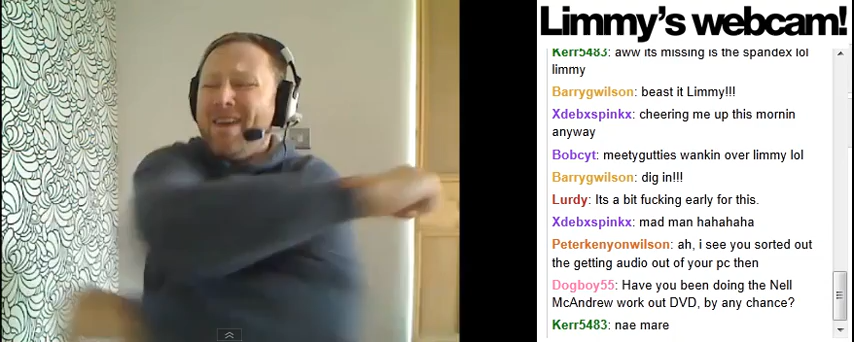 Limmy's webcam!
Kerr5483: aww its missing is the spandex lol
limmy
Barrygwilson: beast it Limmy!!!
Xdebxspinkx: cheering me up this mornin
anyway
Bobcyt: meetygutties wankin over limmy lol
Barrygwilson: dig in!!!
Lurdy: Its a bit fucking early for this.
Xdebxspinkx: mad man hahahaha
Peterkenyonwilson: ah, i see you sorted out
the getting audio out of your pc then
Dogboy55: Have you been doing the Nell
McAndrew work out DVD, by any chance?
Kerr5483: nae mare